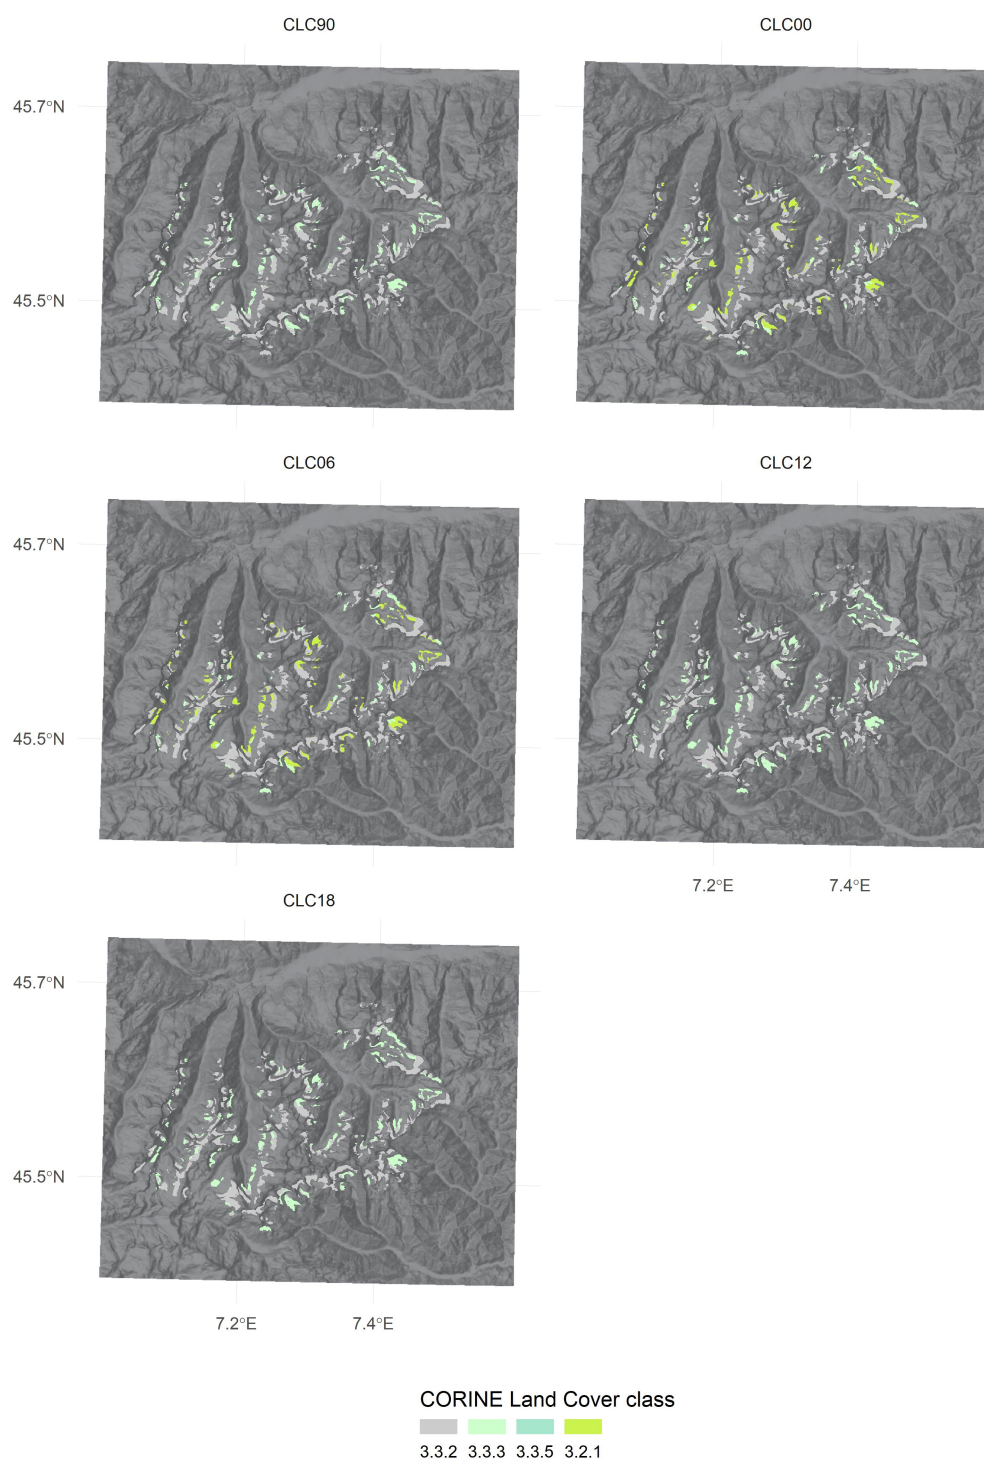 CLC90
CLC00
45.7°N
45.5°N
CLC06
CLC12
45.7°N
45.5°N
7.2°E
7.4°E
CLC18
45.7°N
45.5°N
7.2°E
7.4°E
CORINE Land Cover class
3.3.2 3.3.3 3.3.5 3.2.1